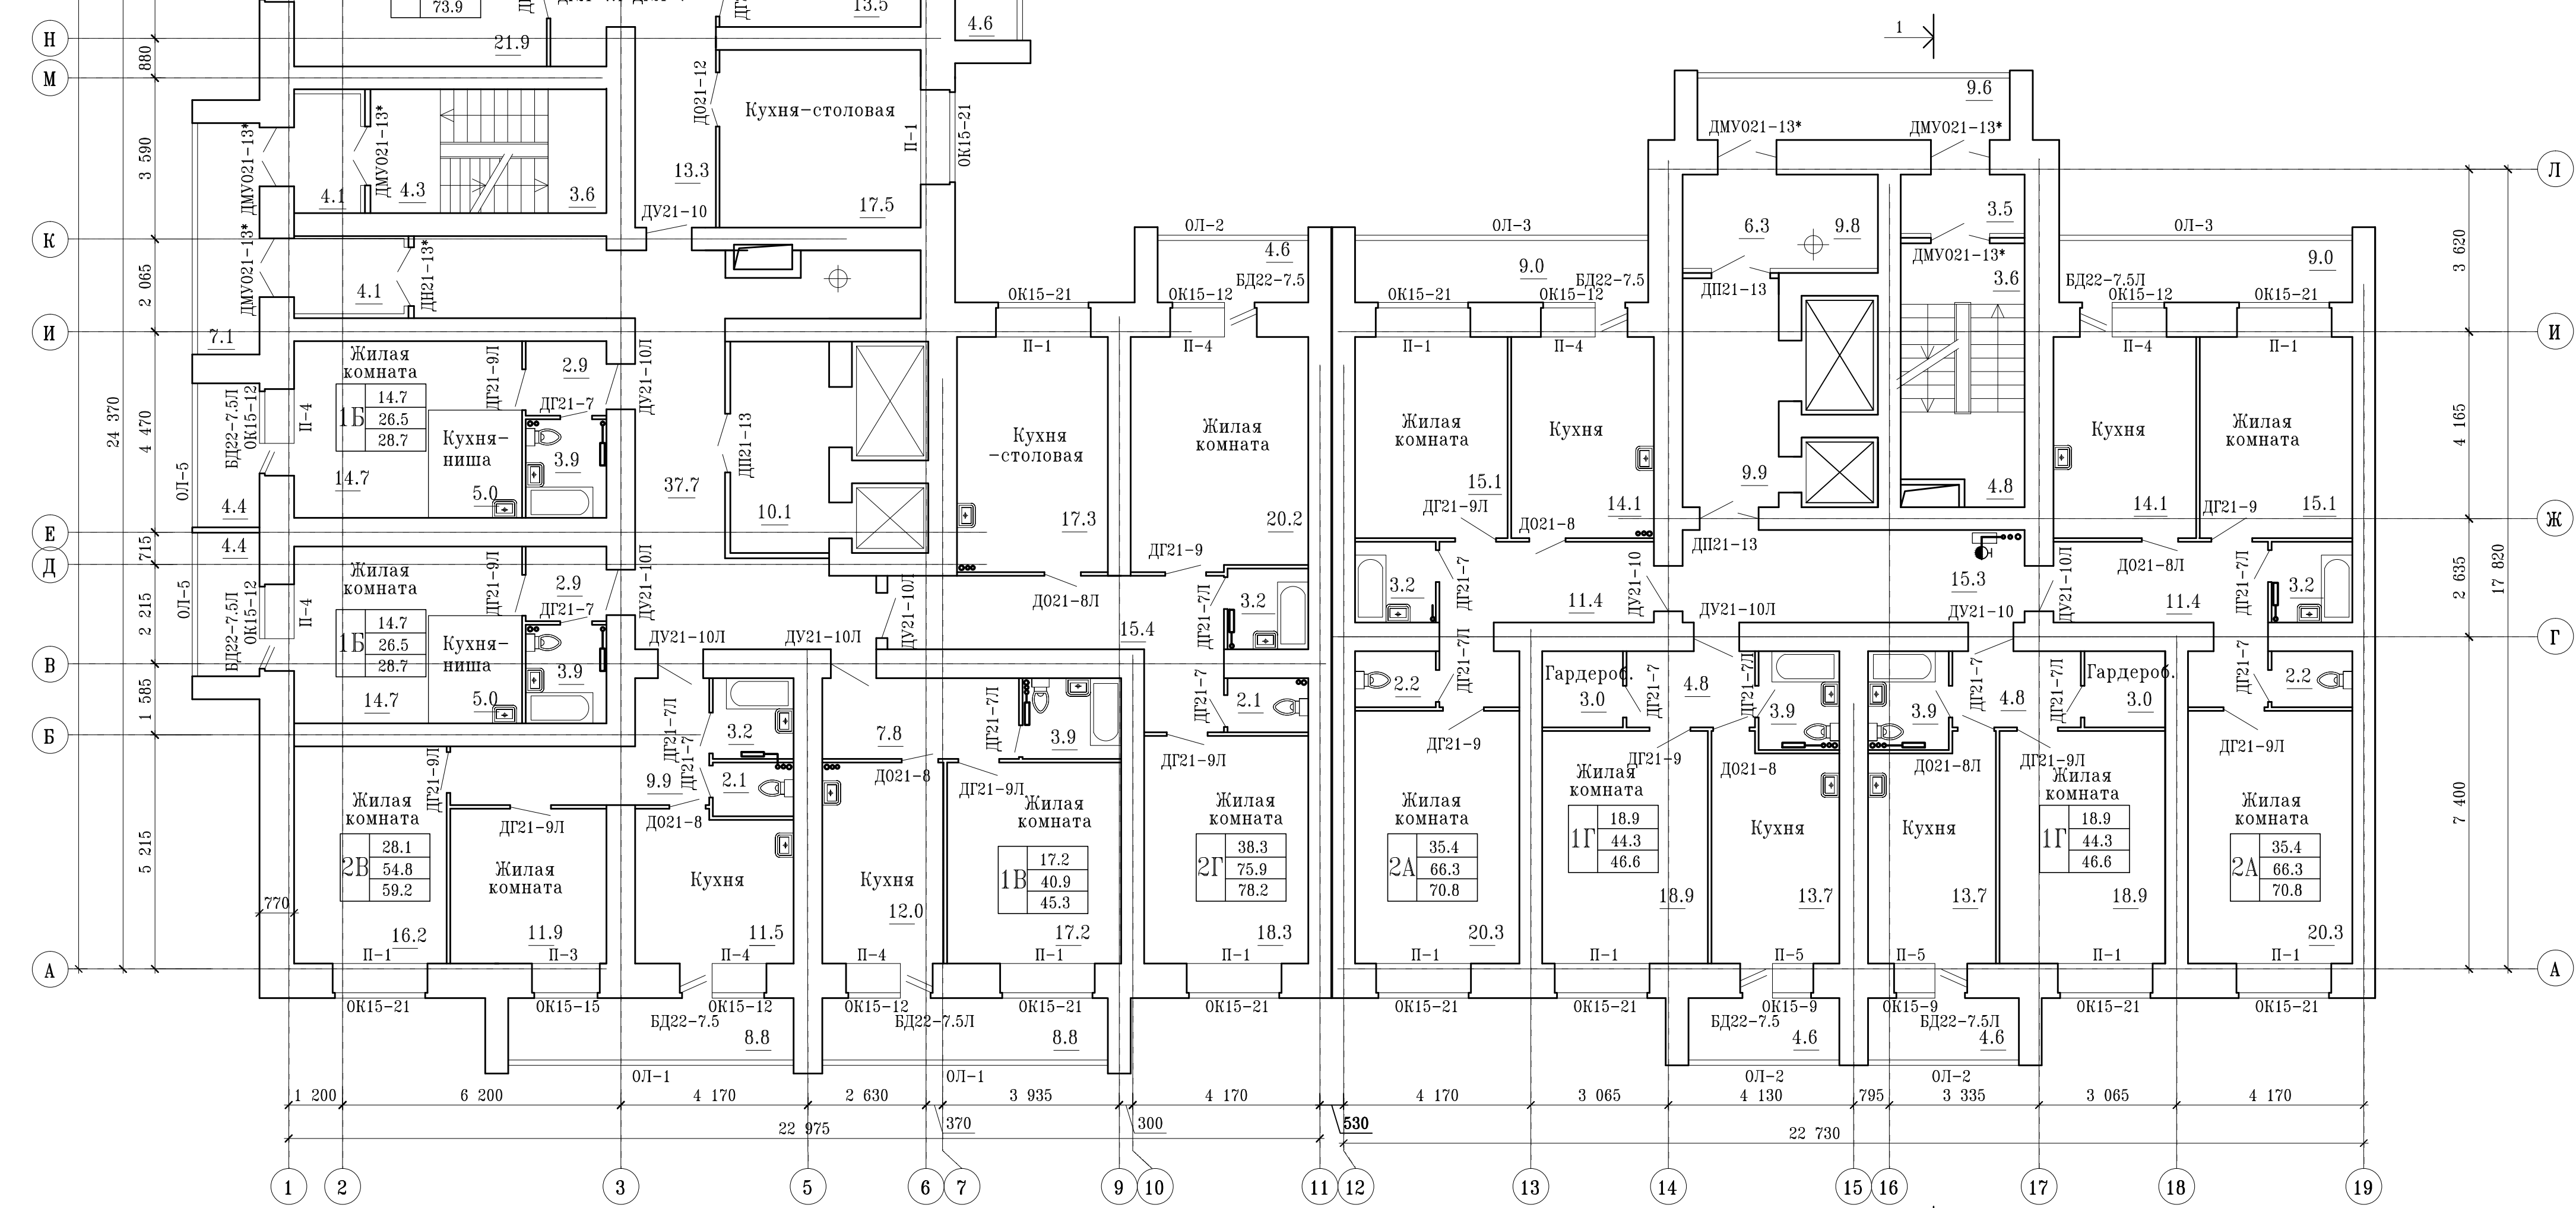 73.9
13.5
4.6
1
Н
880
21.9
М
9.6
ДО21-12
Кухня-столовая
П-1
ОК15-21
3 590
ДМУ021-13*
ДМУ021-13*
ДМУ021-13*
ДМУ021-13*
4.1
4.3
3.6
13.3
17.5
Л
ДУ21-10
ОЛ-2
ОЛ-3
6.3
9.8
3.5
ОЛ-3
К
4.6
ДМУ021-13*
ДМУ021-13*
ДН21-13*
2 065
4.1
9.0
БД22-7.5
БД22-7.5
ДП21-13
3.6
БД22-7.5Л
9.0
3 620
ОК15-21
ОК15-12
ОК15-21
ОК15-12
ОК15-12
ОК15-21
И
7.1
И
П-1
П-4
П-1
П-4
П-4
П-1
Жилая
комната
ДГ21-9Л
2.9
ДУ21-10Л
1Б
14.7
26.5
28.7
ДГ21-7
БД22-7.5Л
ОК15-12
П-4
Кухня-
ниша
3.9
ДП21-13
Кухня
-столовая
Жилая
комната
Жилая
комната
Кухня
Кухня
Жилая
комната
24 370
4 470
4 165
ОЛ-5
14.7
5.0
37.7
9.9
4.4
10.1
17.3
20.2
15.1
14.1
4.8
14.1
15.1
ДГ21-9Л
ДО21-8
ДГ21-9
Е
Ж
715
4.4
ДГ21-9
ДП21-13
Д
Жилая
комната
ДГ21-9Л
2.9
ДУ21-10Л
ДО21-8Л
ОЛ-5
БД22-7.5Л
ОК15-12
П-4
ДГ21-7
1Б
14.7
26.5
28.7
Кухня-
ниша
3.9
ДУ21-10Л
ДО21-8Л
ДГ21-7Л
3.2
3.2
ДГ21-7
11.4
ДУ21-10
15.3
ДУ21-10Л
11.4
ДГ21-7Л
3.2
2 635
17 820
2 215
15.4
ДУ21-10Л
ДУ21-10
Г
ДУ21-10Л
ДУ21-10Л
В
14.7
5.0
1 585
ДГ21-7Л
3.2
7.8
ДГ21-7Л
3.9
ДГ21-7
2.1
2.2
ДГ21-7Л
Гардероб.
3.0
ДГ21-7
4.8
ДГ21-7Л
3.9
3.9
ДГ21-7
4.8
ДГ21-7Л
Гардероб.
3.0
ДГ21-7Л
2.2
Б
ДГ21-9Л
ДГ21-7
9.9
2.1
ДО21-8
ДГ21-9Л
ДГ21-9Л
ДГ21-9
ДГ21-9
ДО21-8
ДО21-8Л
ДГ21-9Л
ДГ21-9Л
Жилая
комната
ДГ21-9Л
ДО21-8
Жилая
комната
Жилая
комната
Жилая
комната
Жилая
комната
Жилая
комната
Жилая
комната
2В
28.1
54.8
59.2
Жилая
комната
Кухня
Кухня
1В
17.2
40.9
45.3
2Г
38.3
75.9
78.2
2А
35.4
66.3
70.8
1Г
18.9
44.3
46.6
Кухня
Кухня
1Г
18.9
44.3
46.6
2А
35.4
66.3
70.8
5 215
7 400
770
16.2
11.9
11.5
12.0
17.2
18.3
20.3
18.9
13.7
13.7
18.9
20.3
П-1
П-3
П-4
П-4
П-1
П-1
П-1
П-1
П-5
П-5
П-1
П-1
А
А
ОК15-21
ОК15-15
ОК15-12
ОК15-12
ОК15-21
ОК15-21
ОК15-21
ОК15-21
ОК15-9
ОК15-9
ОК15-21
ОК15-21
БД22-7.5
БД22-7.5Л
БД22-7.5
БД22-7.5Л
8.8
8.8
4.6
4.6
ОЛ-1
ОЛ-1
ОЛ-2
ОЛ-2
1 200
6 200
4 170
2 630
3 935
4 170
4 170
3 065
4 130
795
3 335
3 065
4 170
370
300
530
22 975
22 730
1
2
3
5
6
7
9
10
11
12
13
14
15
16
17
18
19